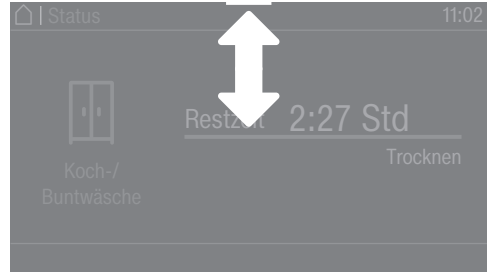 | Status
11:02
Restzeit 2:27 Std
Trocknen
Koch-/
Buntwäsche